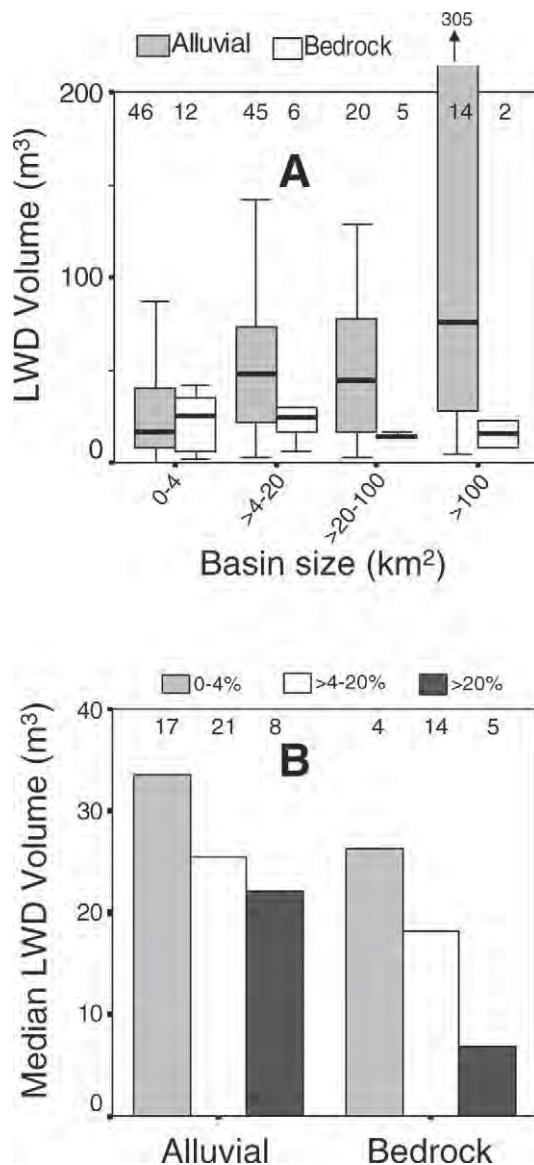 305
Alluvial Bedrock
200
46 12 45 6 20 5 14 2
A
LWD Volume (m³)
100
0
0-4 >4-20 >20-100 >100
Basin size (km²)
0-4% >4-20% >20%
40
17 21 8 4 14 5
B
Median LWD Volume (m³)
30
20
10
0
Alluvial Bedrock